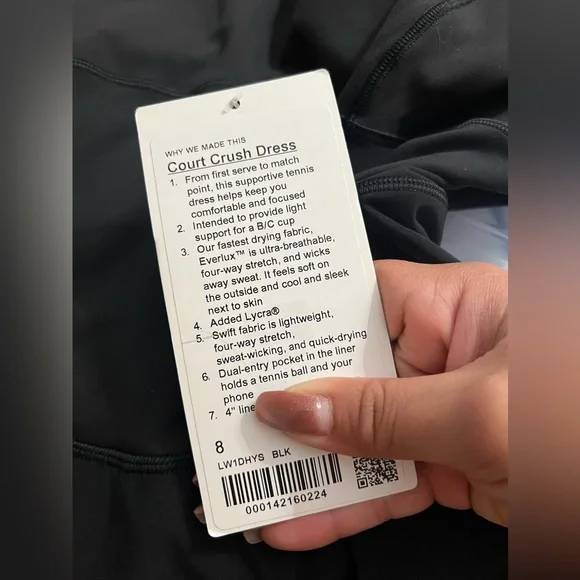 WHY WE MADE THIS
Court Crush Dress
1. From first serve to match
point, this supportive tennis
dress helps keep you
comfortable and focused
2. Intended to provide light
support for a B/C cup
3. Our fastest drying fabric,
Everlux™ is ultra-breathable,
four-way stretch, and wicks
away sweat. It feels soft on
the outside and cool and sleek
next to skin
4. Added Lycra®
5. Swift fabric is lightweight,
four-way stretch,
sweat-wicking, and quick-drying
6. Dual-entry pocket in the liner
holds a tennis ball and your
phone
7. 4" line
8
LW1DHYS BLK
000142160224